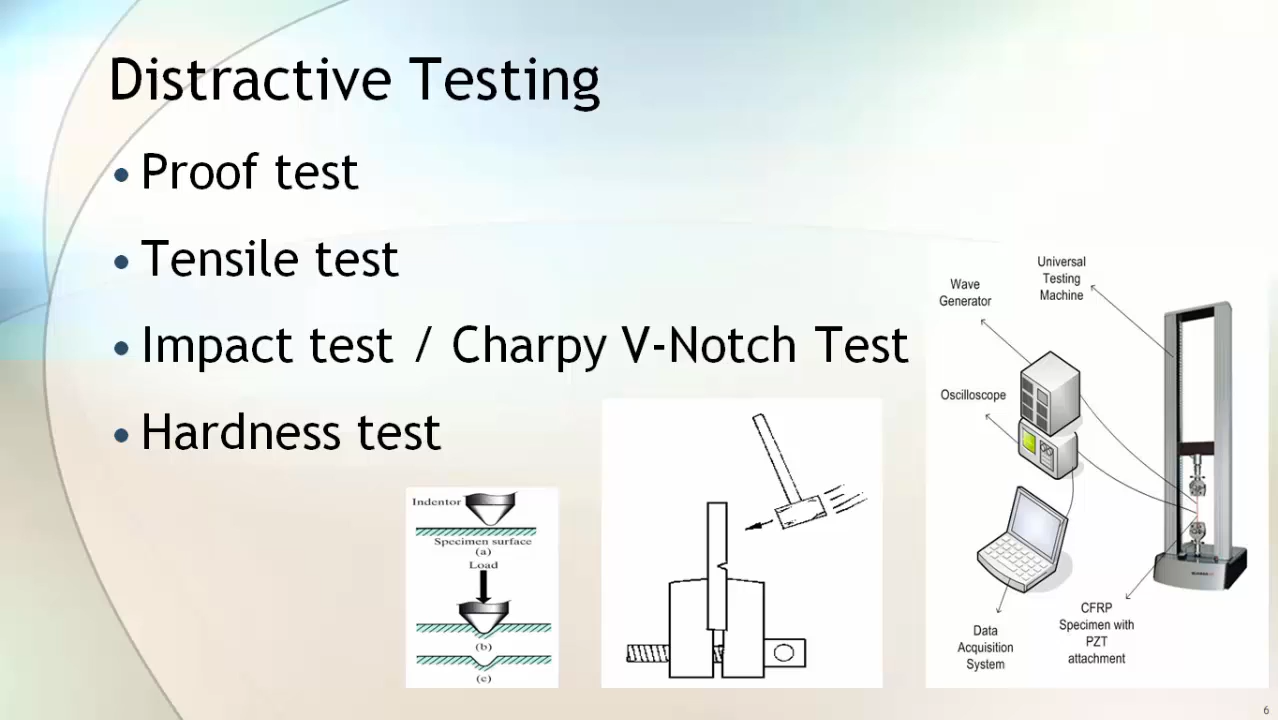 Distractive Testing
• Proof test
• Tensile test
• Impact test / Charpy V-Notch Test
• Hardness test
Indentor
Specimen surface
(a)
Load
(b)
(c)
Universal
Testing
Machine
Wave
Generator
Oscilloscope
Data
Acquisition
System
CFRP
Specimen with
PZT
attachment
6